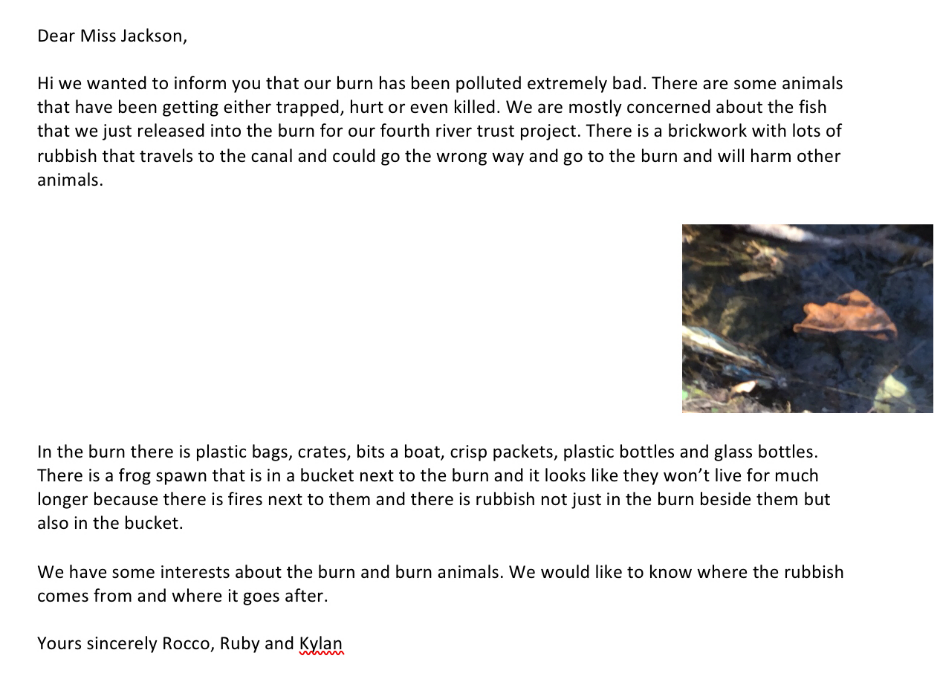 Dear Miss Jackson,
Hi we wanted to inform you that our burn has been polluted extremely bad. There are some animals
that have been getting either trapped, hurt or even killed. We are mostly concerned about the fish
that we just released into the burn for our fourth river trust project. There is a brickwork with lots of
rubbish that travels to the canal and could go the wrong way and go to the burn and will harm other
animals.
In the burn there is plastic bags, crates, bits a boat, crisp packets, plastic bottles and glass bottles.
There is a frog spawn that is in a bucket next to the burn and it looks like they won’t live for much
longer because there is fires next to them and there is rubbish not just in the burn beside them but
also in the bucket.
We have some interests about the burn and burn animals. We would like to know where the rubbish
comes from and where it goes after.
Yours sincerely Rocco, Ruby and Kylan